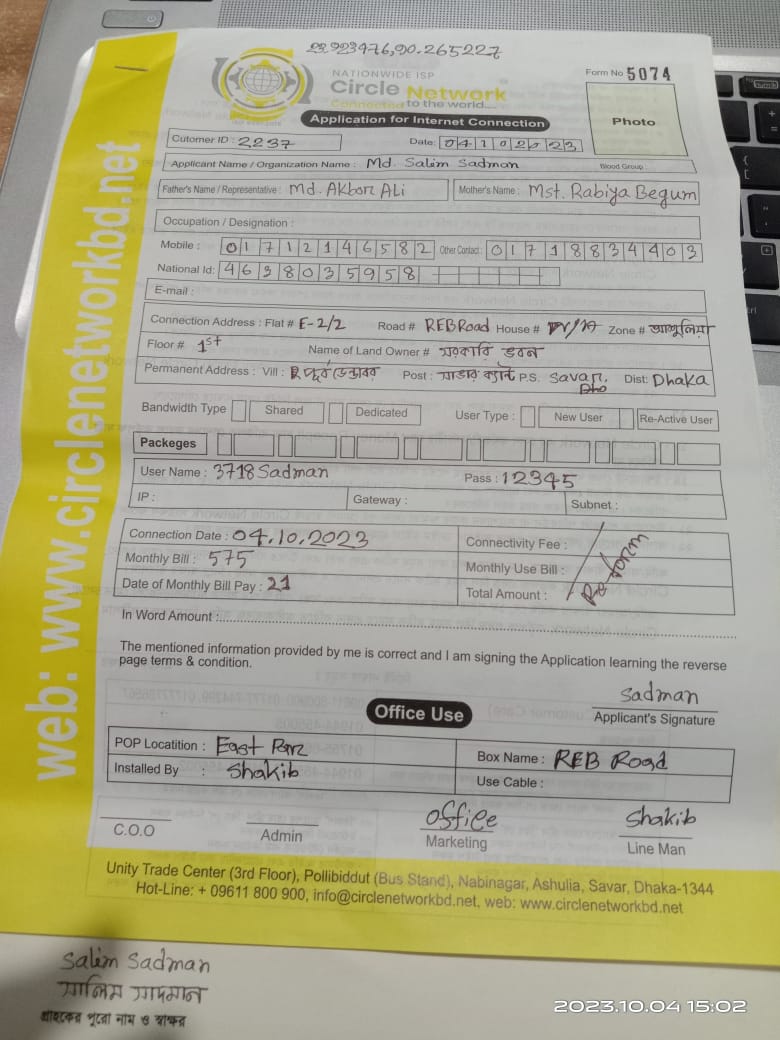 23.923476,90.265227
NATIONWIDE ISP
Circle Network
Connected to the world....
Form No 5074
Photo
Application for Internet Connection
Cutomer ID : 2237
Date: 04102023
Applicant Name / Organization Name : Md. Salim Sadman Blood Group :
Father's Name / Representative : Md. Akbor Ali Mother's Name : Mst. Rabiya Begum
Occupation / Designation :
Mobile : 01712146582 Other Contact : 01718834403
National Id: 4638035958
E-mail :
Connection Address : Flat # E-2/2 Road # REB Road House # N/A Zone # আশুলিয়া
Floor # 1st Name of Land Owner # সরকারি ভবন
Permanent Address : Vill : Post : সাভার ক্যান্ট P.S. Savar, Dho Dist: Dhaka
Bandwidth Type Shared Dedicated User Type : New User Re-Active User
Packeges
User Name : 3718Sadman Pass : 12345
IP : Gateway : Subnet :
Connection Date : 04.10.2023 Connectivity Fee :
Monthly Bill : 575 Monthly Use Bill :
Date of Monthly Bill Pay : 21 Total Amount :
Re form
In Word Amount :
The mentioned information provided by me is correct and I am signing the Application learning the reverse
page terms & condition.
Sadman
Applicant's Signature
Office Use
POP Locatition : East Box Name : REB Road
Installed By : Shakib Use Cable :
office Shakib
C.O.O Admin Marketing Line Man
Unity Trade Center (3rd Floor), Pollibiddut (Bus Stand), Nabinagar, Ashulia, Savar, Dhaka-1344
Hot-Line: + 09611 800 900, info@circlenetworkbd.net, web: www.circlenetworkbd.net
web: www.circlenetworkbd.net
Salim Sadman
সালিম সাদমান
গ্রাহকের পুরো নাম ও স্বাক্ষর
2023.10.04 15:02